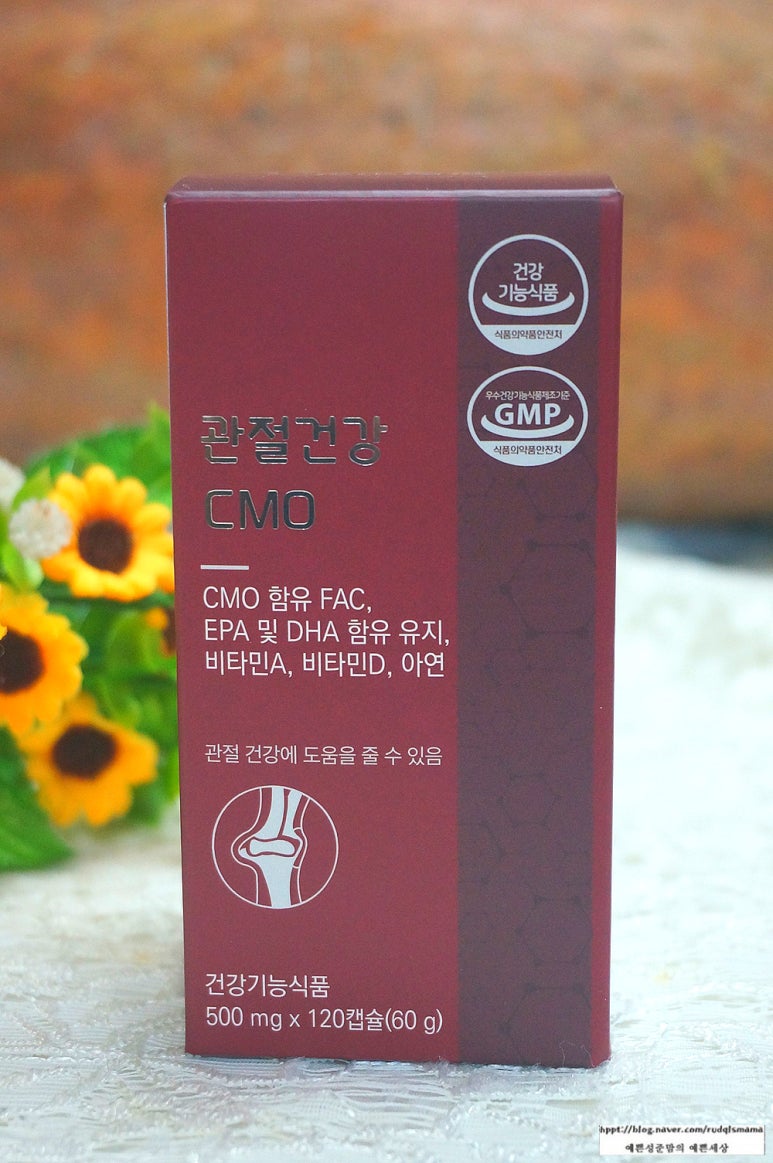 건강
기능식품
식품의약품안전처
우수건강기능식품제조기준
GMP
식품의약품안전처
관절건강
CMO
CMO 함유 FAC,
EPA 및 DHA 함유 유지,
비타민A, 비타민D, 아연
관절 건강에 도움을 줄 수 있음
건강기능식품
500 mg x 120캡슐(60 g)
hppt://blog.naver.com/rudqlsmama
예쁜성준맘의 예쁜세상